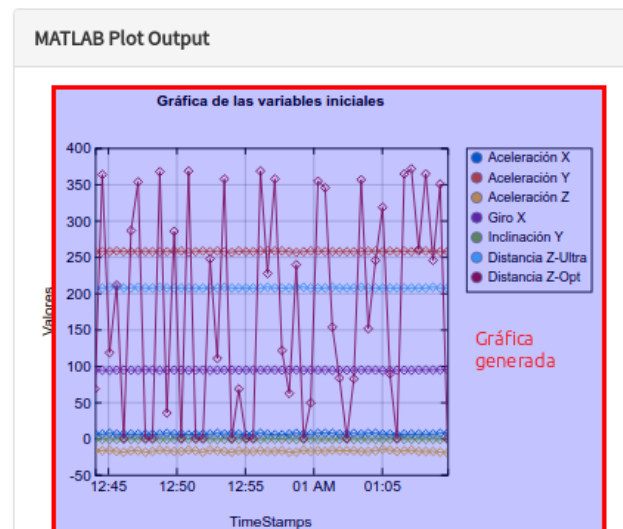 MATLAB Plot Output
Gráfica de las variables iniciales
400
350
300
250
200
150
100
50
0
-50
Valores
12:45
12:50
12:55
01 AM
01:05
TimeStamps
Aceleración X
Aceleración Y
Aceleración Z
Giro X
Inclinación Y
Distancia Z-Ultra
Distancia Z-Opt
Gráfica
generada